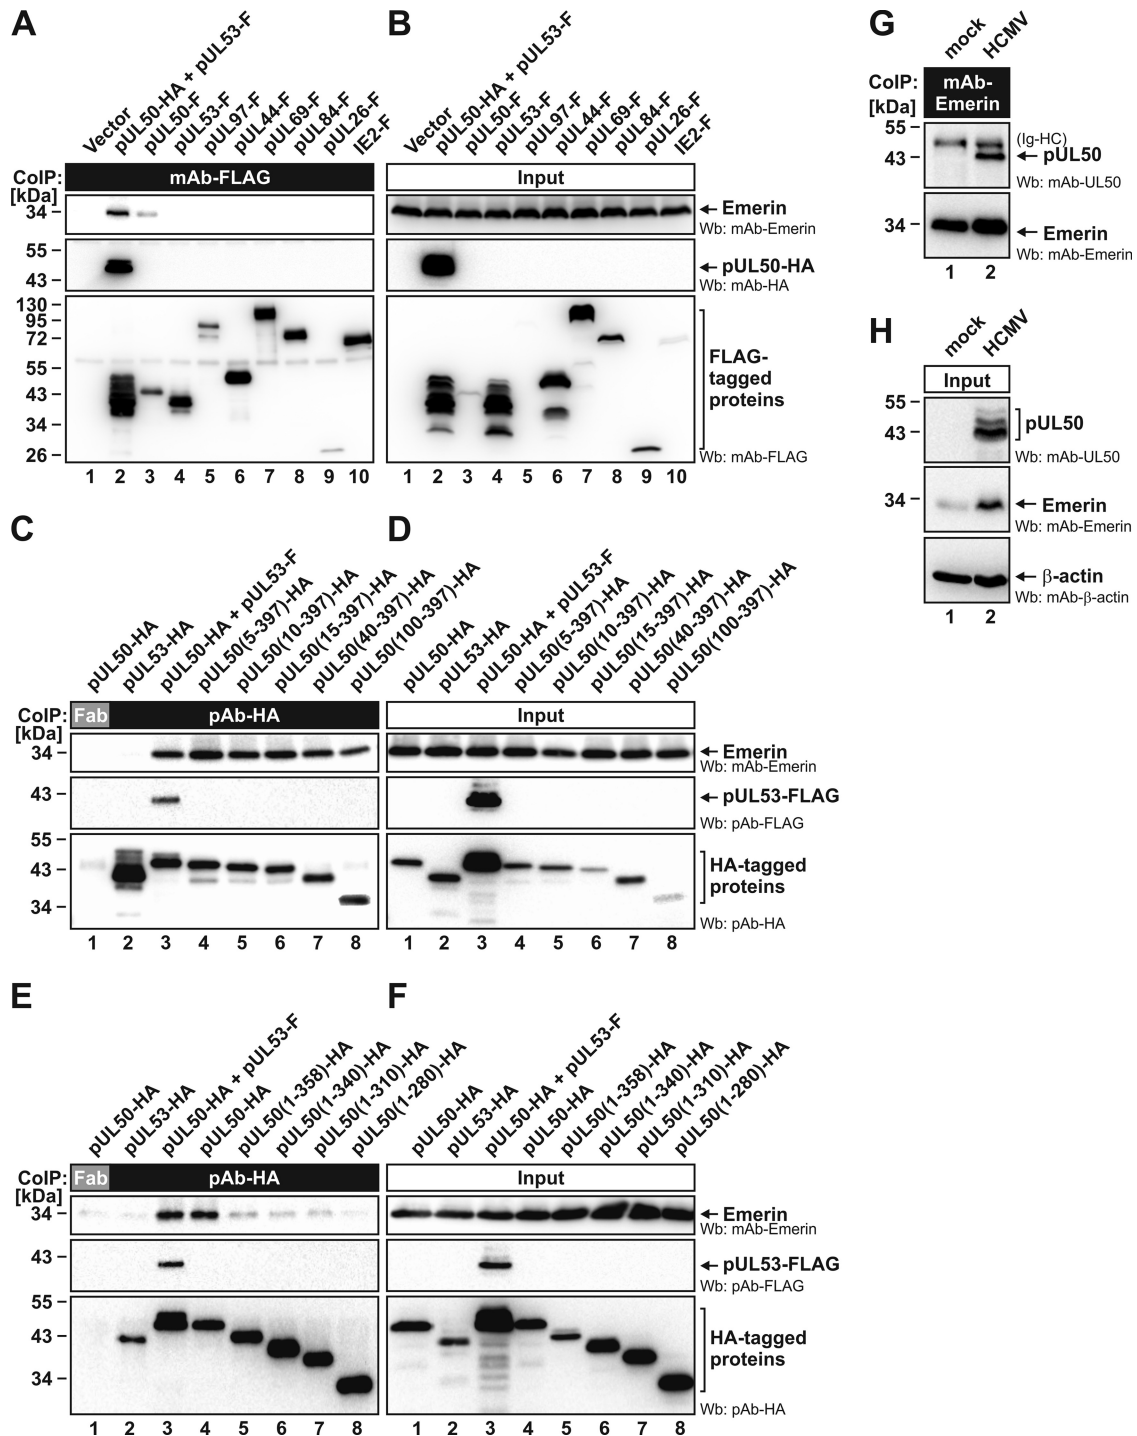 A
Vector
pUL50-HA + pUL53-F
pUL50-F
pUL53-F
pUL97-F
pUL44-F
pUL69-F
pUL84-F
pUL26-F
IE2-F
CoIP:
mAb-FLAG
[kDa]
34
55
43
130
95
72
55
43
34
26
1 2 3 4 5 6 7 8 9 10
B
Vector
pUL50-HA + pUL53-F
pUL50-F
pUL53-F
pUL97-F
pUL44-F
pUL69-F
pUL84-F
pUL26-F
IE2-F
Input
Emerin
Wb: mAb-Emerin
pUL50-HA
Wb: mAb-HA
FLAG-
tagged
proteins
Wb: mAb-FLAG
1 2 3 4 5 6 7 8 9 10
C
pUL50-HA
pUL53-HA
pUL50-HA + pUL53-F
pUL50(5-397)-HA
pUL50(10-397)-HA
pUL50(15-397)-HA
pUL50(40-397)-HA
pUL50(100-397)-HA
CoIP:
Fab
pAb-HA
[kDa]
34
43
55
43
34
1 2 3 4 5 6 7 8
D
pUL50-HA
pUL53-HA
pUL50-HA + pUL53-F
pUL50(5-397)-HA
pUL50(10-397)-HA
pUL50(15-397)-HA
pUL50(40-397)-HA
pUL50(100-397)-HA
Input
Emerin
Wb: mAb-Emerin
pUL53-FLAG
Wb: pAb-FLAG
HA-tagged
proteins
Wb: pAb-HA
1 2 3 4 5 6 7 8
E
pUL50-HA
pUL53-HA
pUL50-HA + pUL53-F
pUL50-HA
pUL50(1-358)-HA
pUL50(1-340)-HA
pUL50(1-310)-HA
pUL50(1-280)-HA
CoIP:
Fab
pAb-HA
[kDa]
34
43
55
43
34
1 2 3 4 5 6 7 8
F
pUL50-HA
pUL53-HA
pUL50-HA + pUL53-F
pUL50-HA
pUL50(1-358)-HA
pUL50(1-340)-HA
pUL50(1-310)-HA
pUL50(1-280)-HA
Input
Emerin
Wb: mAb-Emerin
pUL53-FLAG
Wb: pAb-FLAG
HA-tagged
proteins
Wb: pAb-HA
1 2 3 4 5 6 7 8
G
mock
HCMV
CoIP:
mAb-
Emerin
[kDa]
55
43
(Ig-HC)
pUL50
Wb: mAb-UL50
34
Emerin
Wb: mAb-Emerin
1 2
H
mock
HCMV
Input
55
43
pUL50
Wb: mAb-UL50
34
Emerin
Wb: mAb-Emerin
β-actin
Wb: mAb-β-actin
1 2